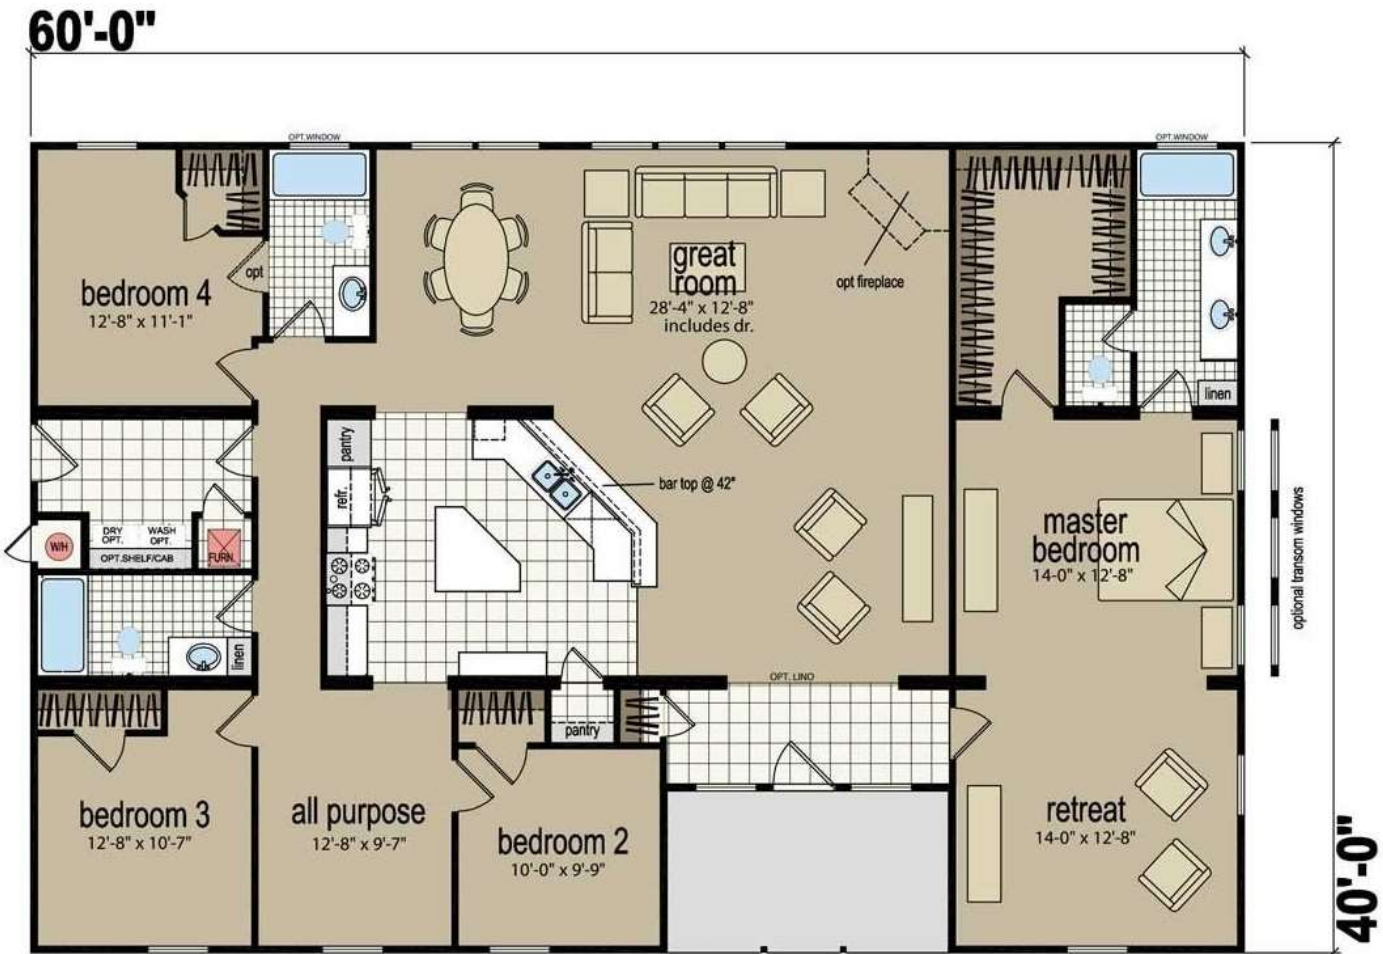 60'-0"
OPT.WINDOW
OPT.WINDOW
bedroom 4
12'-8" x 11'-1"
opt
great
room
28'-4" x 12'-8"
includes dr.
opt fireplace
linen
pantry
refr.
bar top @ 42"
DRY
OPT.
WASH
OPT.
W/H
OPT.SHELF/CAB
FURN.
master
bedroom
14-0" x 12'-8"
optional transom windows
linen
OPT. LINO
pantry
bedroom 3
12'-8" x 10'-7"
all purpose
12'-8" x 9'-7"
bedroom 2
10'-0" x 9'-9"
retreat
14-0" x 12'-8"
40'-0"